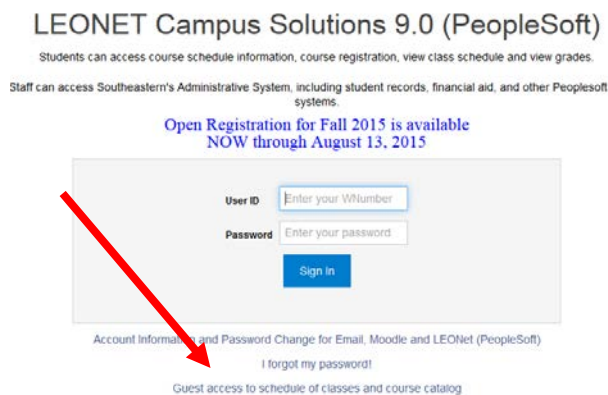 LEONET Campus Solutions 9.0 (PeopleSoft)
Students can access course schedule information, course registration, view class schedule and view grades.
Staff can access Southeastern's Administrative System, including student records, financial aid, and other Peoplesoft
systems.
Open Registration for Fall 2015 is available
NOW through August 13, 2015
User ID Enter your WNumber
Password Enter your password
Sign In
Account Information and Password Change for Email, Moodle and LEONet (PeopleSoft)
I forgot my password!
Guest access to schedule of classes and course catalog